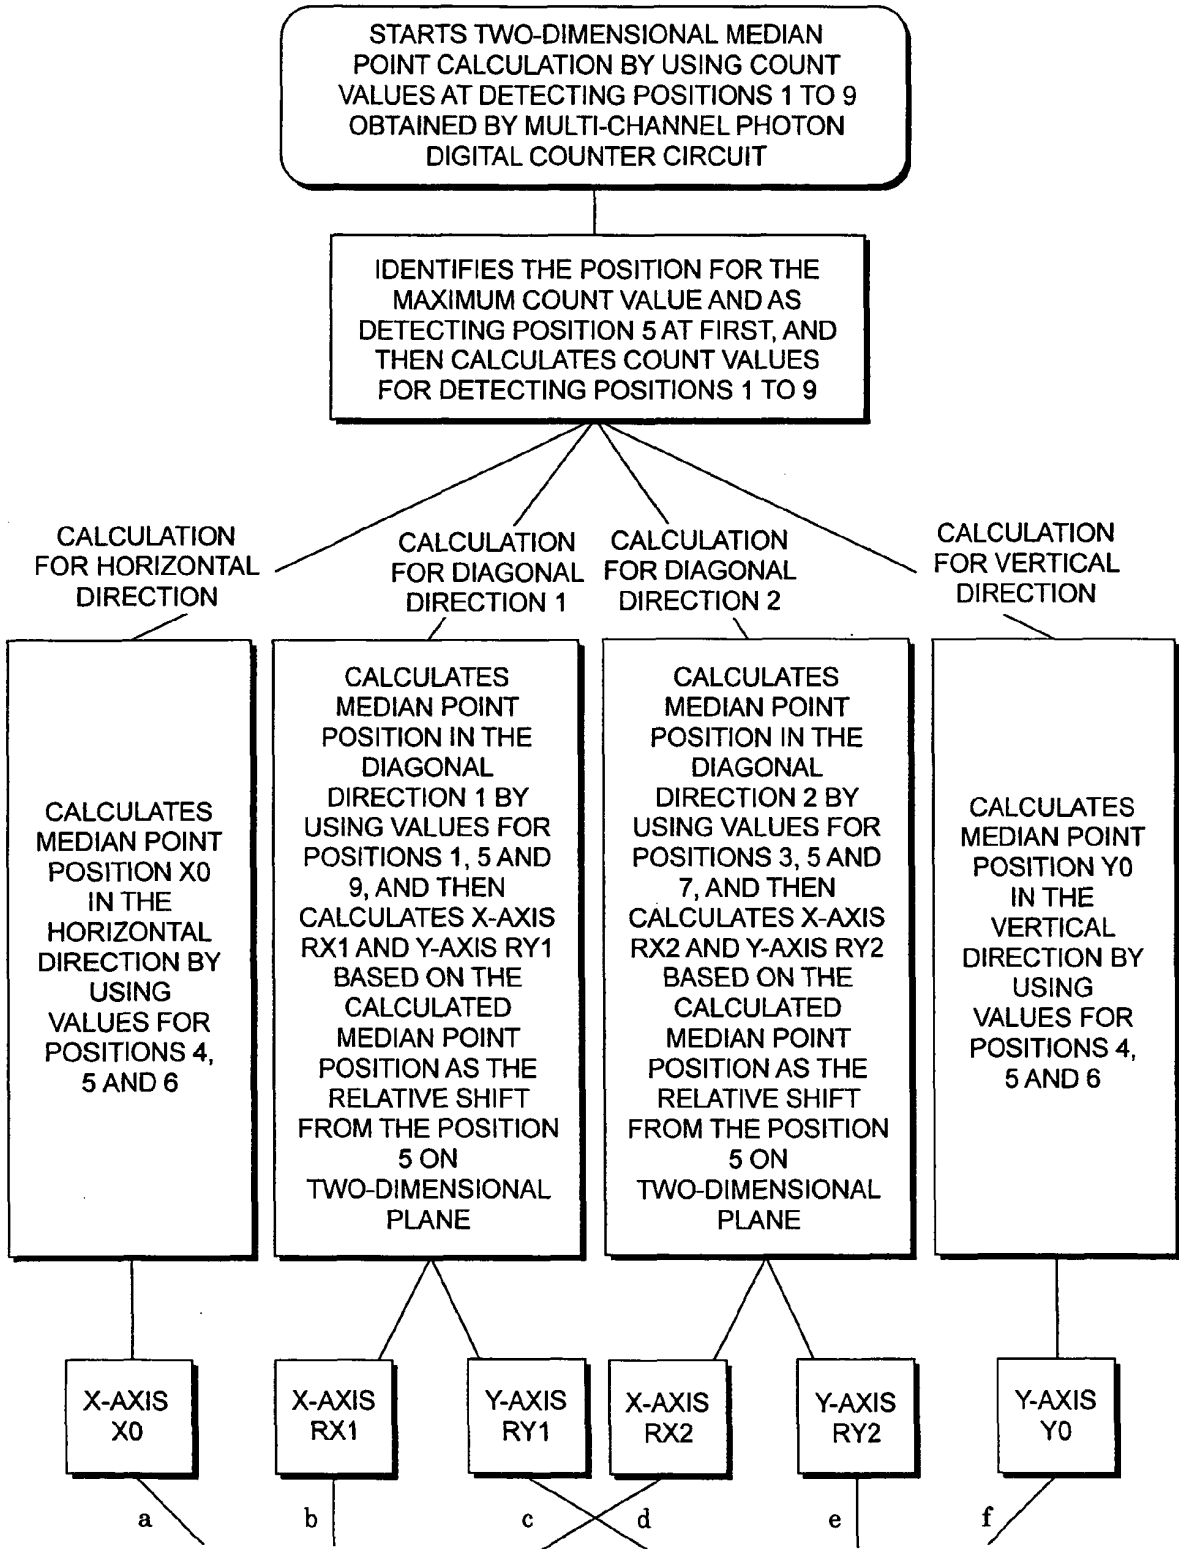 STARTS TWO-DIMENSIONAL MEDIAN
POINT CALCULATION BY USING COUNT
VALUES AT DETECTING POSITIONS 1 TO 9
OBTAINED BY MULTI-CHANNEL PHOTON
DIGITAL COUNTER CIRCUIT
IDENTIFIES THE POSITION FOR THE
MAXIMUM COUNT VALUE AND AS
DETECTING POSITION 5 AT FIRST, AND
THEN CALCULATES COUNT VALUES
FOR DETECTING POSITIONS 1 TO 9
CALCULATION
FOR HORIZONTAL
DIRECTION
CALCULATION
FOR DIAGONAL
DIRECTION 1
CALCULATION
FOR DIAGONAL
DIRECTION 2
CALCULATION
FOR VERTICAL
DIRECTION
CALCULATES
MEDIAN POINT
POSITION X0
IN THE
HORIZONTAL
DIRECTION BY
USING
VALUES FOR
POSITIONS 4,
5 AND 6
CALCULATES
MEDIAN POINT
POSITION IN THE
DIAGONAL
DIRECTION 1 BY
USING VALUES FOR
POSITIONS 1, 5 AND
9, AND THEN
CALCULATES X-AXIS
RX1 AND Y-AXIS RY1
BASED ON THE
CALCULATED
MEDIAN POINT
POSITION AS THE
RELATIVE SHIFT
FROM THE POSITION
5 ON
TWO-DIMENSIONAL
PLANE
CALCULATES
MEDIAN POINT
POSITION IN THE
DIAGONAL
DIRECTION 2 BY
USING VALUES FOR
POSITIONS 3, 5 AND
7, AND THEN
CALCULATES X-AXIS
RX2 AND Y-AXIS RY2
BASED ON THE
CALCULATED
MEDIAN POINT
POSITION AS THE
RELATIVE SHIFT
FROM THE POSITION
5 ON
TWO-DIMENSIONAL
PLANE
CALCULATES
MEDIAN POINT
POSITION Y0
IN THE
VERTICAL
DIRECTION BY
USING
VALUES FOR
POSITIONS 4,
5 AND 6
X-AXIS
X0
X-AXIS
RX1
Y-AXIS
RY1
X-AXIS
RX2
Y-AXIS
RY2
Y-AXIS
Y0
a
b
c
d
e
f